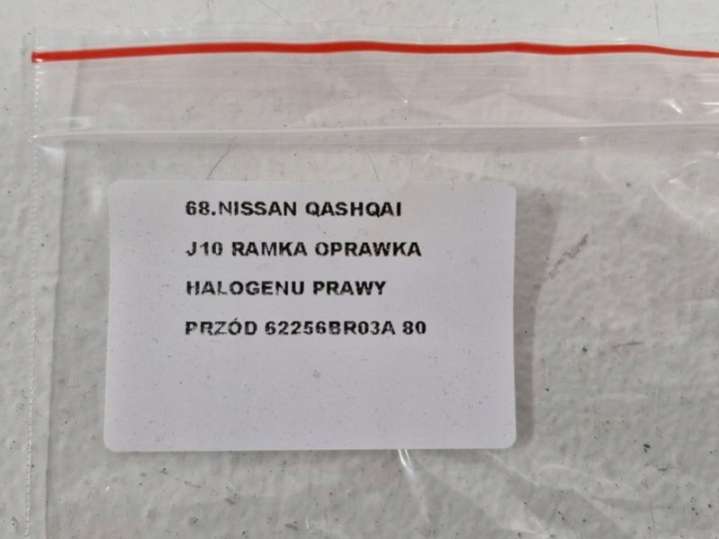 68.NISSAN QASHQAI
J10 RAMKA OPRAWKA
HALOGENU PRAWY
PRZÓD 62256BR03A 80